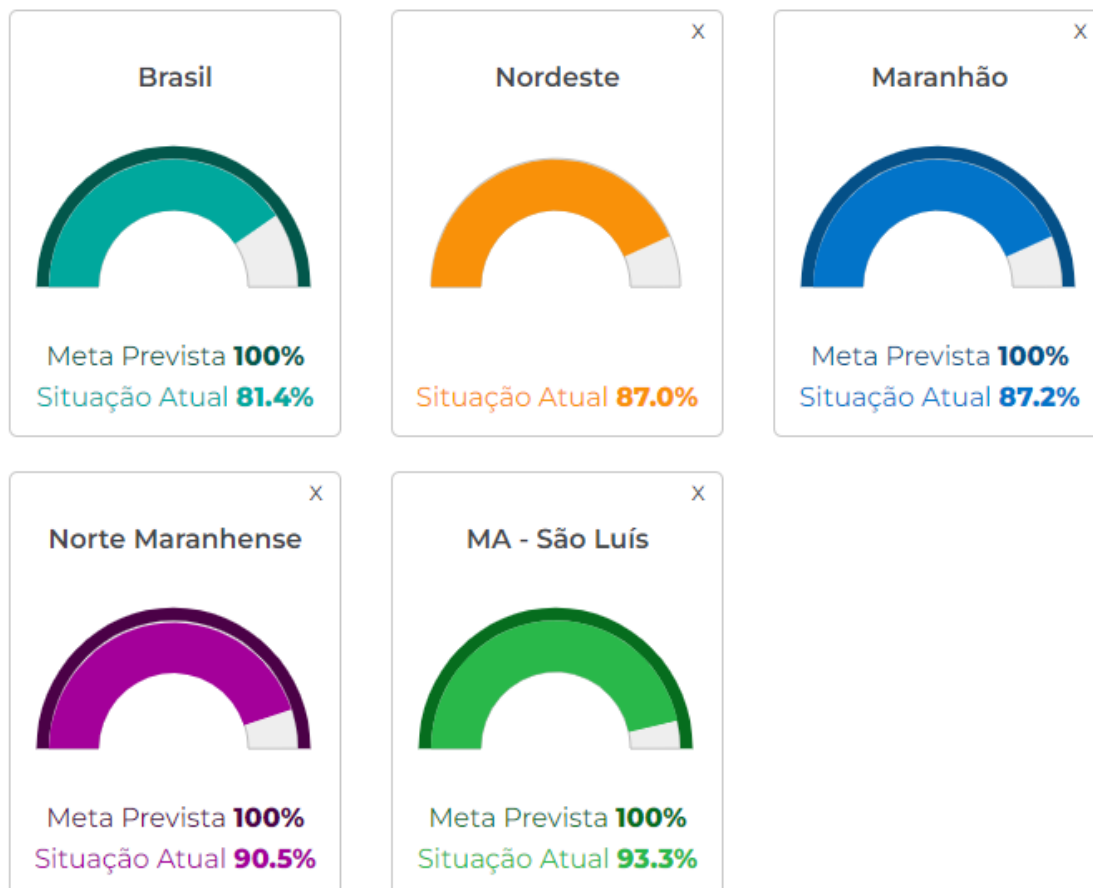 Brasil
Meta Prevista 100%
Situação Atual 81.4%
X
Nordeste
Situação Atual 87.0%
X
Maranhão
Meta Prevista 100%
Situação Atual 87.2%
X
Norte Maranhense
Meta Prevista 100%
Situação Atual 90.5%
X
MA - São Luís
Meta Prevista 100%
Situação Atual 93.3%